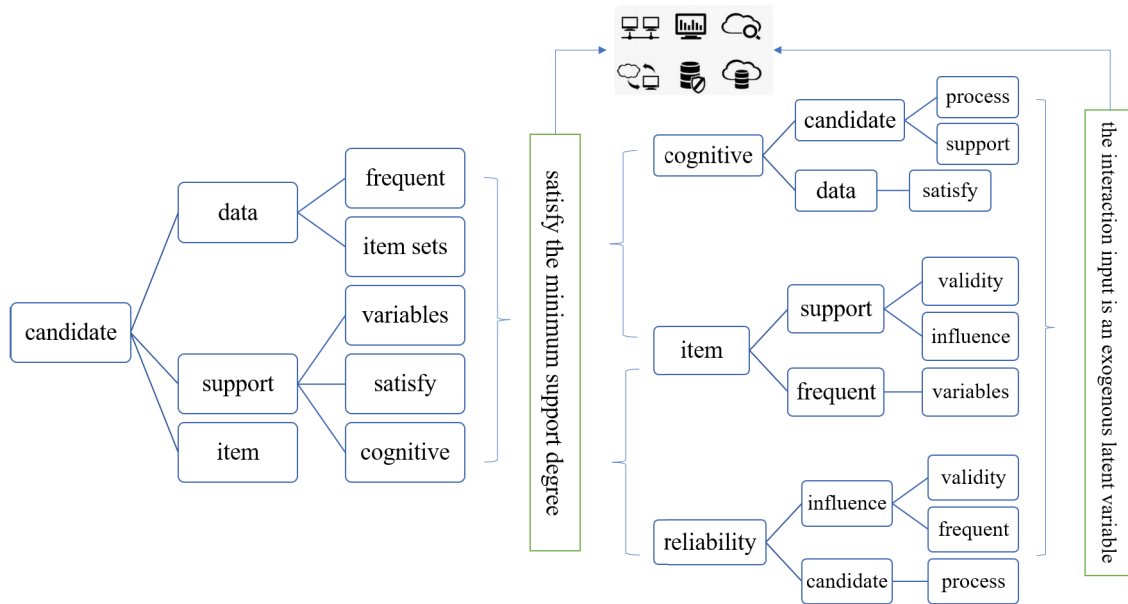 candidate
data
support
item
frequent
item sets
variables
satisfy
cognitive
satisfy the minimum support degree
cognitive
candidate
process
support
data
satisfy
item
support
validity
influence
frequent
variables
reliability
influence
validity
frequent
candidate
process
the interaction input is an exogenous latent variable